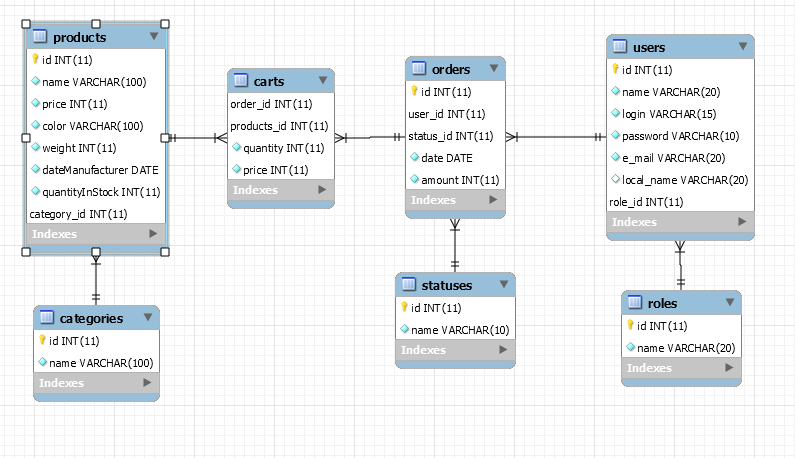 products
id INT(11)
name VARCHAR(100)
price INT(11)
color VARCHAR(100)
weight INT(11)
dateManufacturer DATE
quantityInStock INT(11)
category_id INT(11)
Indexes
carts
order_id INT(11)
products_id INT(11)
quantity INT(11)
price INT(11)
Indexes
orders
id INT(11)
user_id INT(11)
status_id INT(11)
date DATE
amount INT(11)
Indexes
users
id INT(11)
name VARCHAR(20)
login VARCHAR(15)
password VARCHAR(10)
e_mail VARCHAR(20)
local_name VARCHAR(20)
role_id INT(11)
Indexes
categories
id INT(11)
name VARCHAR(100)
Indexes
statuses
id INT(11)
name VARCHAR(10)
Indexes
roles
id INT(11)
name VARCHAR(20)
Indexes